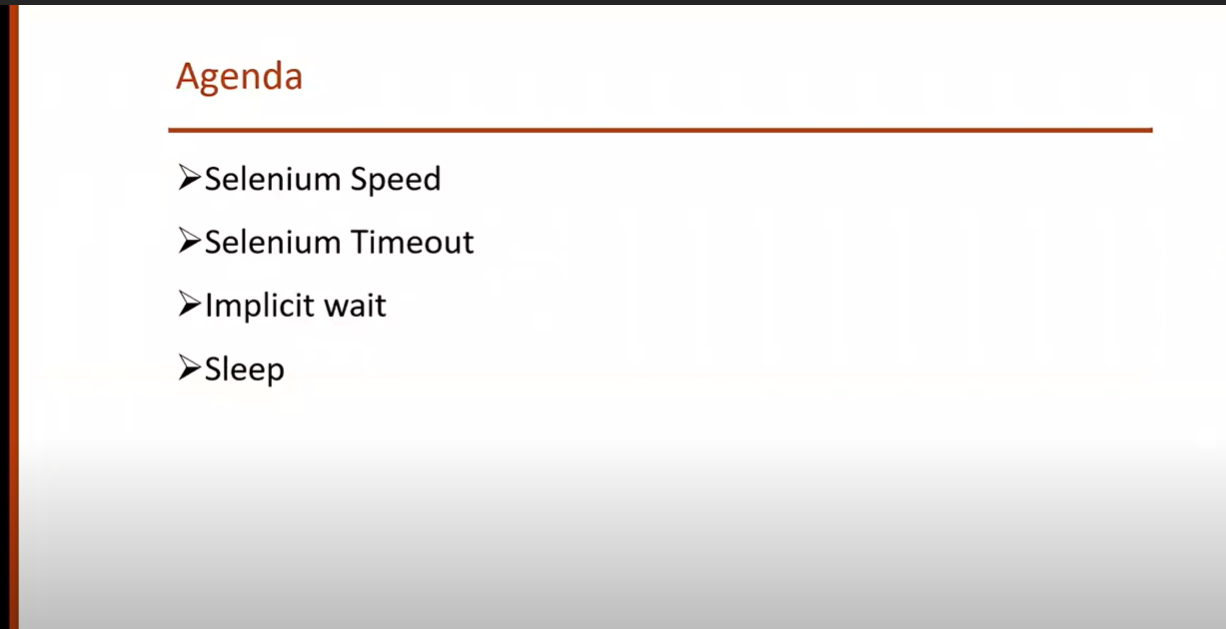 Agenda
➢Selenium Speed
➢Selenium Timeout
➢Implicit wait
➢Sleep